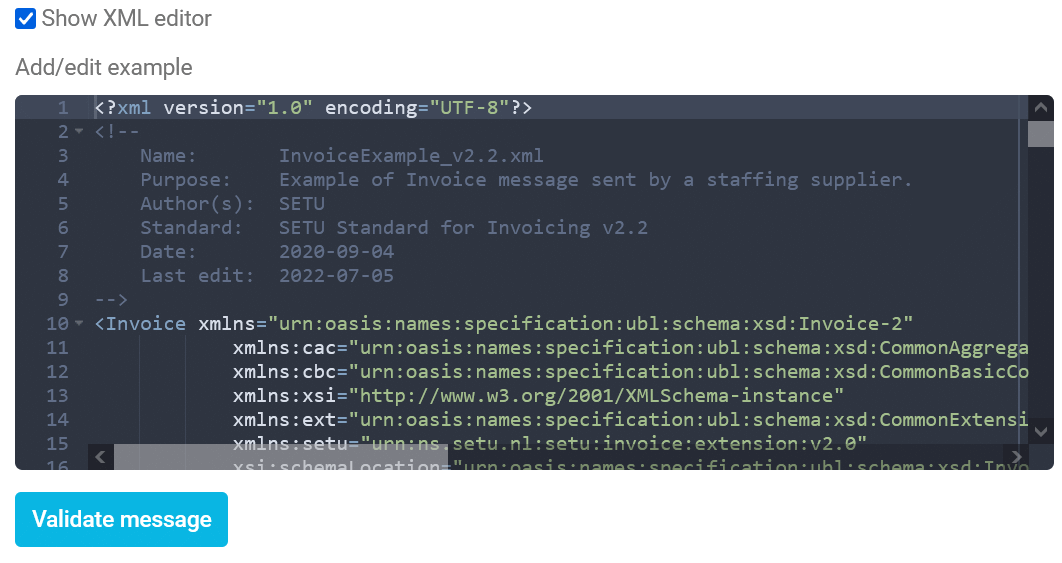 Show XML editor
Add/edit example
1 <?xml version="1.0" encoding="UTF-8"?>
2 <!--
3 Name: InvoiceExample_v2.2.xml
4 Purpose: Example of Invoice message sent by a staffing supplier.
5 Author(s): SETU
6 Standard: SETU Standard for Invoicing v2.2
7 Date: 2020-09-04
8 Last edit: 2022-07-05
9 -->
10 <Invoice xmlns="urn:oasis:names:specification:ubl:schema:xsd:Invoice-2"
11 xmlns:cac="urn:oasis:names:specification:ubl:schema:xsd:CommonAggrega
12 xmlns:cbc="urn:oasis:names:specification:ubl:schema:xsd:CommonBasicCo
13 xmlns:xsi="http://www.w3.org/2001/XMLSchema-instance"
14 xmlns:ext="urn:oasis:names:specification:ubl:schema:xsd:CommonExtensi
15 xmlns:setu="urn:ns.setu.nl:setu:invoice:extension:v2.0"
16 xsi:schemaLocation="urn:oasis:names:specification:ubl:schema:xsd:Invo
Validate message